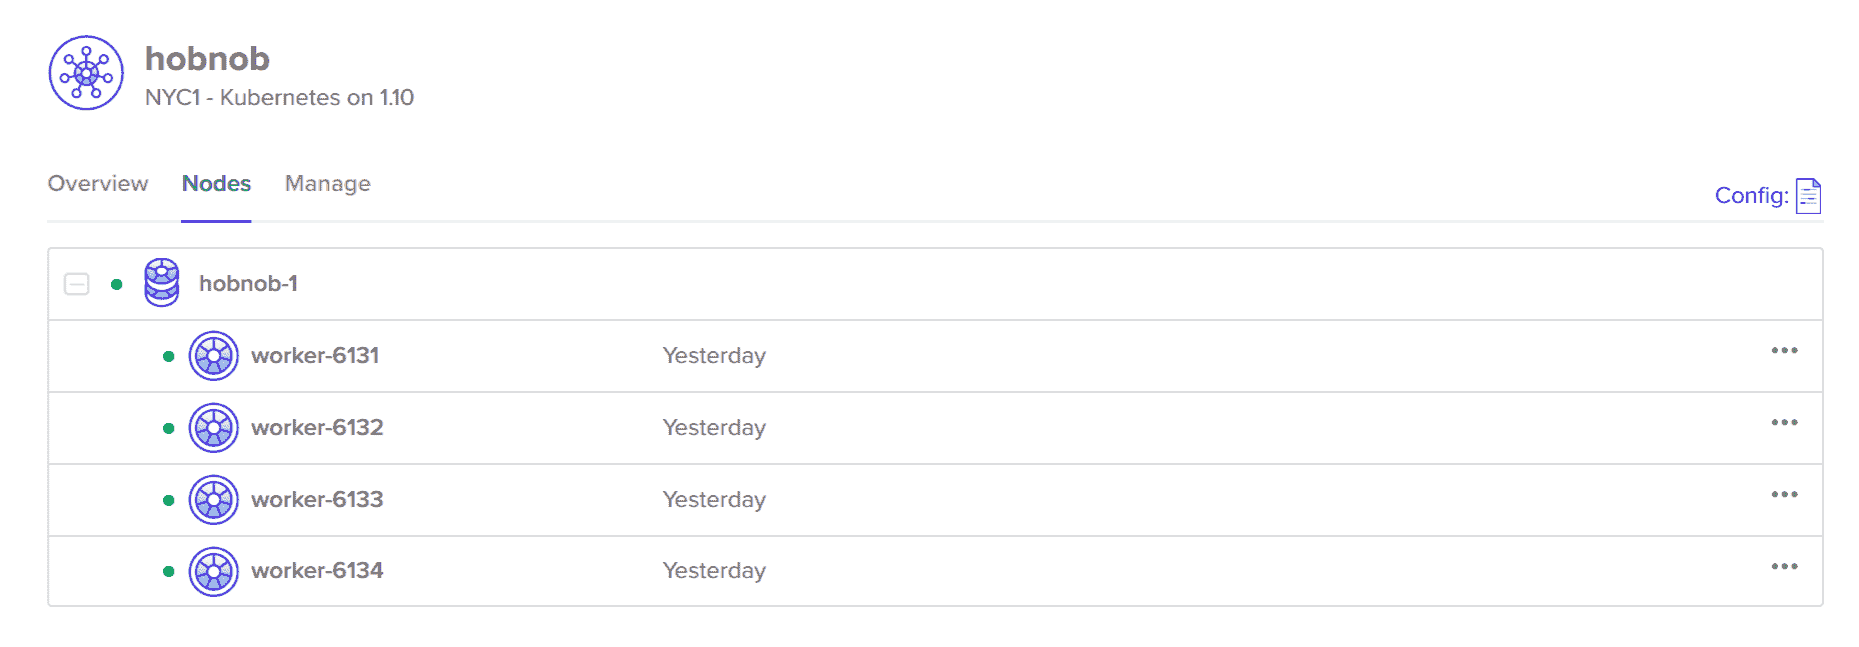 hobnob
NYC1 - Kubernetes on 1.10
Overview Nodes Manage
Config:
hobnob-1
worker-6131 Yesterday
worker-6132 Yesterday
worker-6133 Yesterday
worker-6134 Yesterday